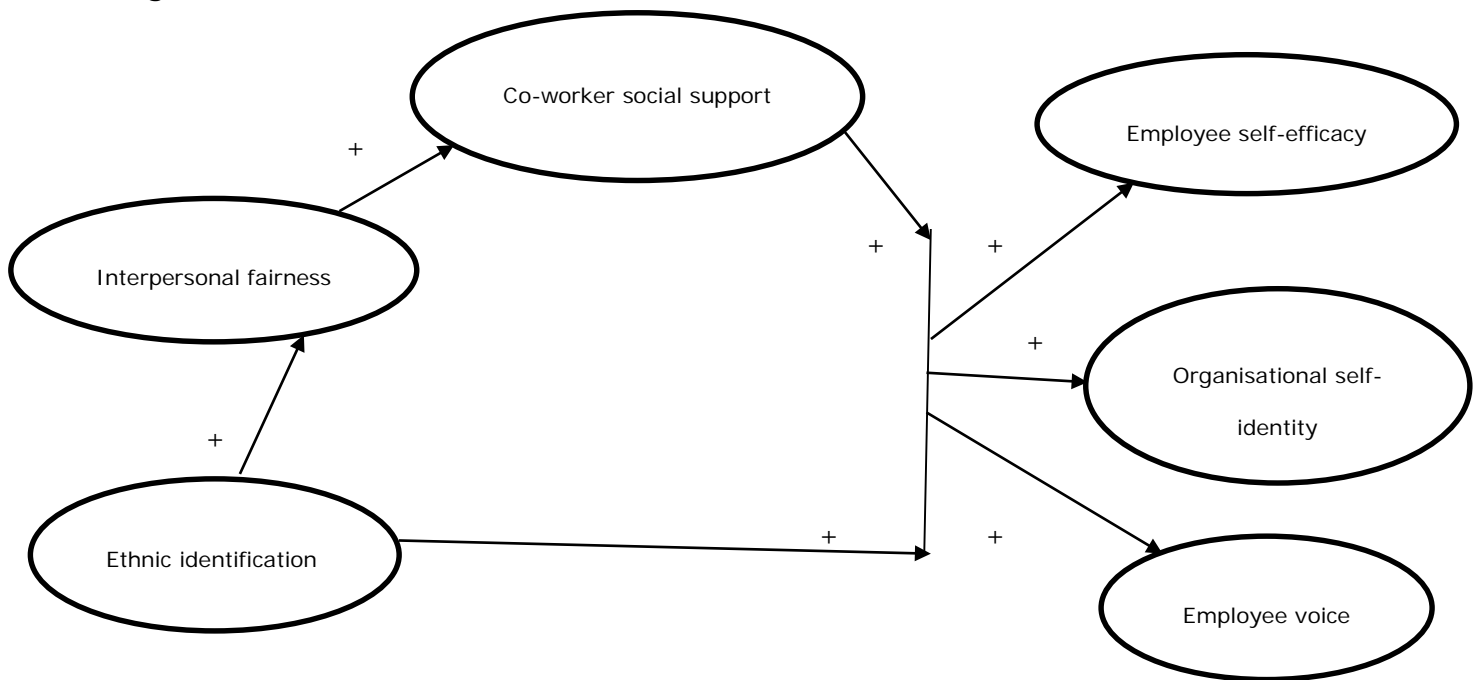 Co-worker social support
Employee self-efficacy
+
Interpersonal fairness
+
+
+
Organisational self-
identity
+
Ethnic identification
+
+
Employee voice